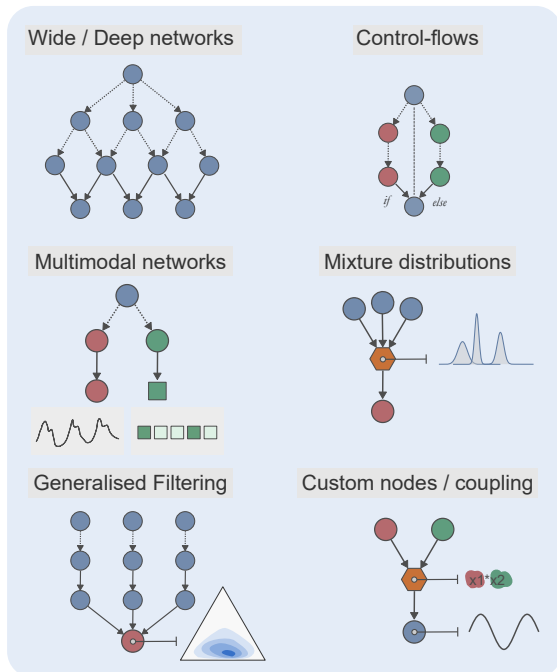 Wide / Deep networks
Control-flows
if
else
Multimodal networks
Mixture distributions
Generalised Filtering
Custom nodes / coupling
x1*x2